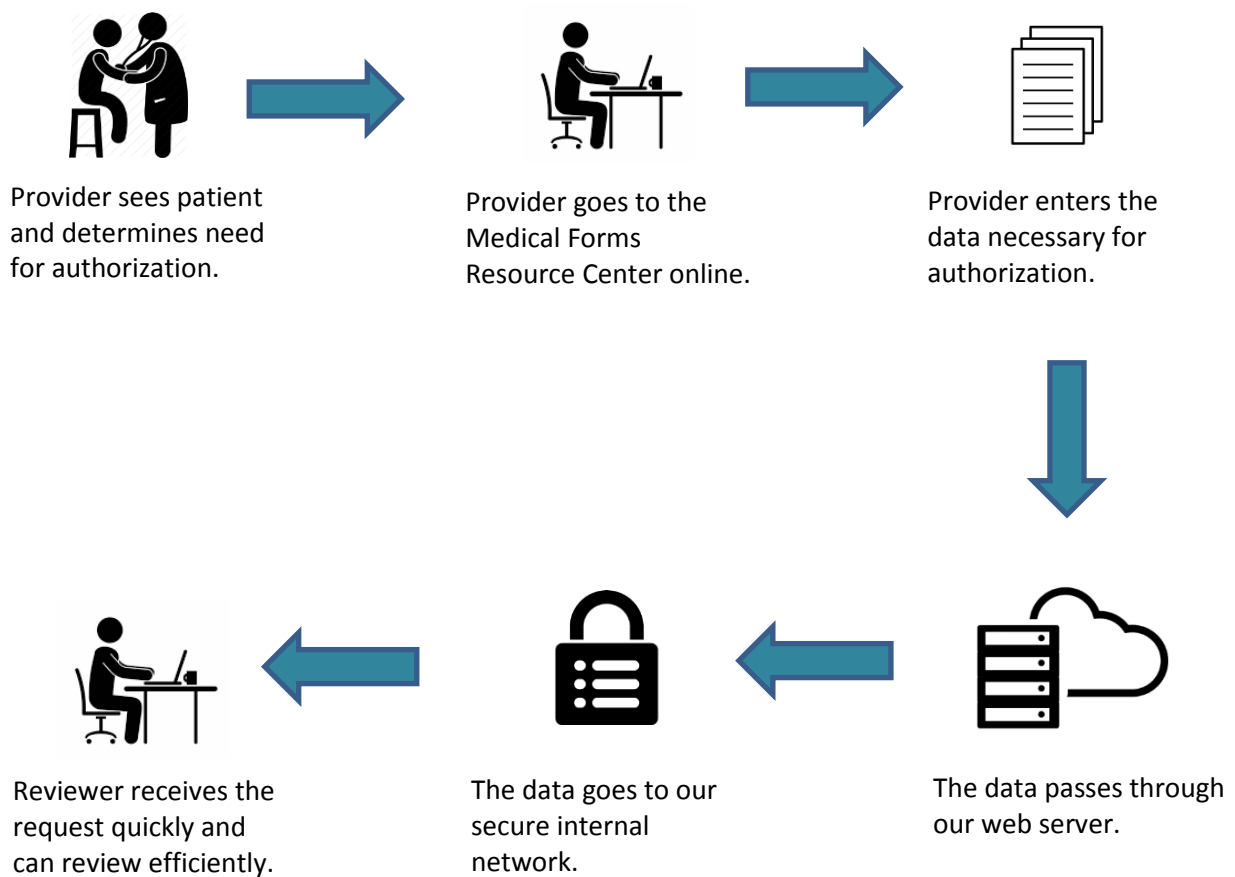 Provider sees patient
and determines need
for authorization.
Provider goes to the
Medical Forms
Resource Center online.
Provider enters the
data necessary for
authorization.
The data passes through
our web server.
The data goes to our
secure internal
network.
Reviewer receives the
request quickly and
can review efficiently.